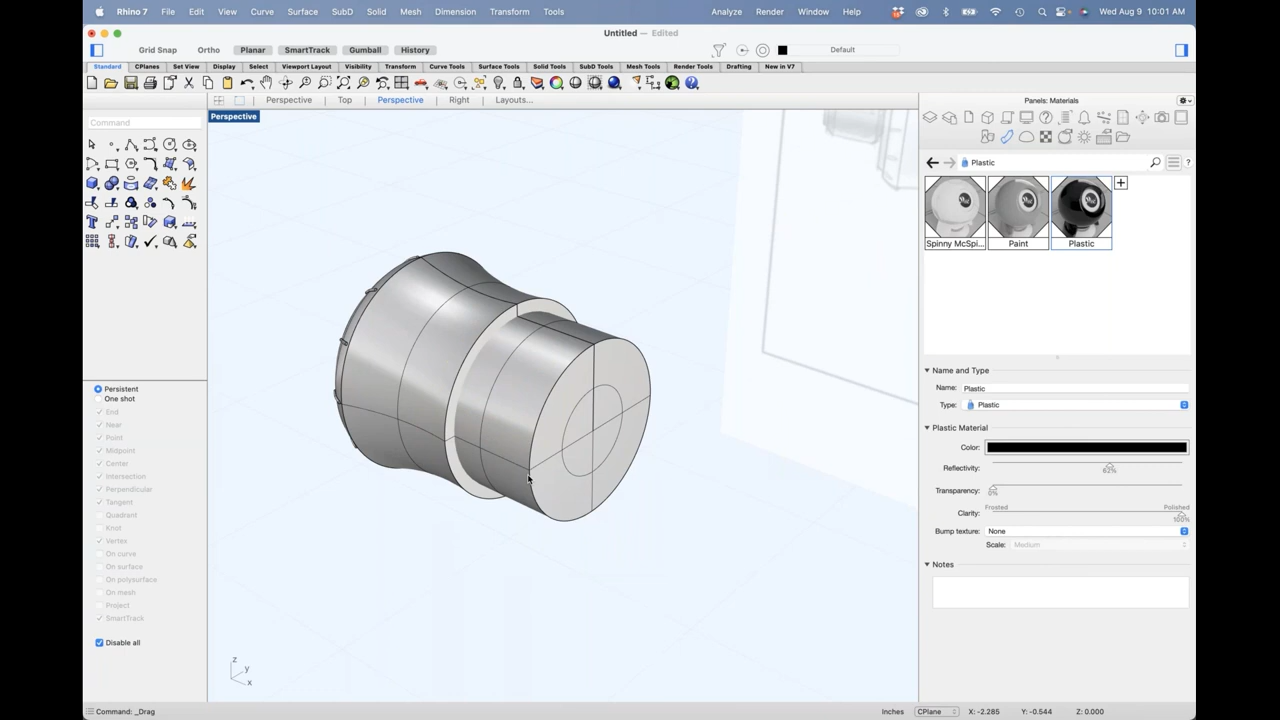 Rhino 7 File Edit View Curve Surface SubD Solid Mesh Dimension Transform Tools Analyze Render Window Help Wed Aug 9 10:01 AM
Untitled — Edited
Grid Snap Ortho Planar SmartTrack Gumball History Default
Standard CPlanes Set View Display Select Viewport Layout Visibility Transform Curve Tools Surface Tools Solid Tools SubD Tools Mesh Tools Render Tools Drafting New in V7
Perspective Top Perspective Right Layouts...
Panels: Materials
Perspective
Command
Plastic
?
Spinny McSpi... Paint Plastic
Name and Type
Name: Plastic
Type: Plastic
Plastic Material
Color:
Reflectivity:
63%
Transparency:
0%
Frosted Polished
Clarity:
100%
Bump texture: None
Scale: Medium
Notes
Persistent
One shot
End
Near
Point
Midpoint
Center
Intersection
Perpendicular
Tangent
Quadrant
Knot
Vertex
On curve
On surface
On polysurface
On mesh
Project
SmartTrack
Disable all
z
y
x
Command: _Drag Inches CPlane X: -2.285 Y: -0.544 Z: 0.000